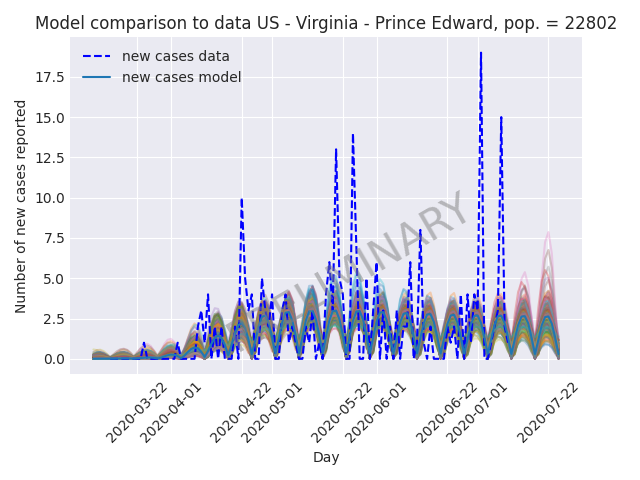 Model comparison to data US - Virginia - Prince Edward, pop. = 22802
new cases data
new cases model
Number of new cases reported
17.5
15.0
12.5
10.0
7.5
5.0
2.5
0.0
PRELIMINARY
2020-03-22
2020-04-01
2020-04-22
2020-05-01
2020-05-22
2020-06-01
2020-06-22
2020-07-01
2020-07-22
Day